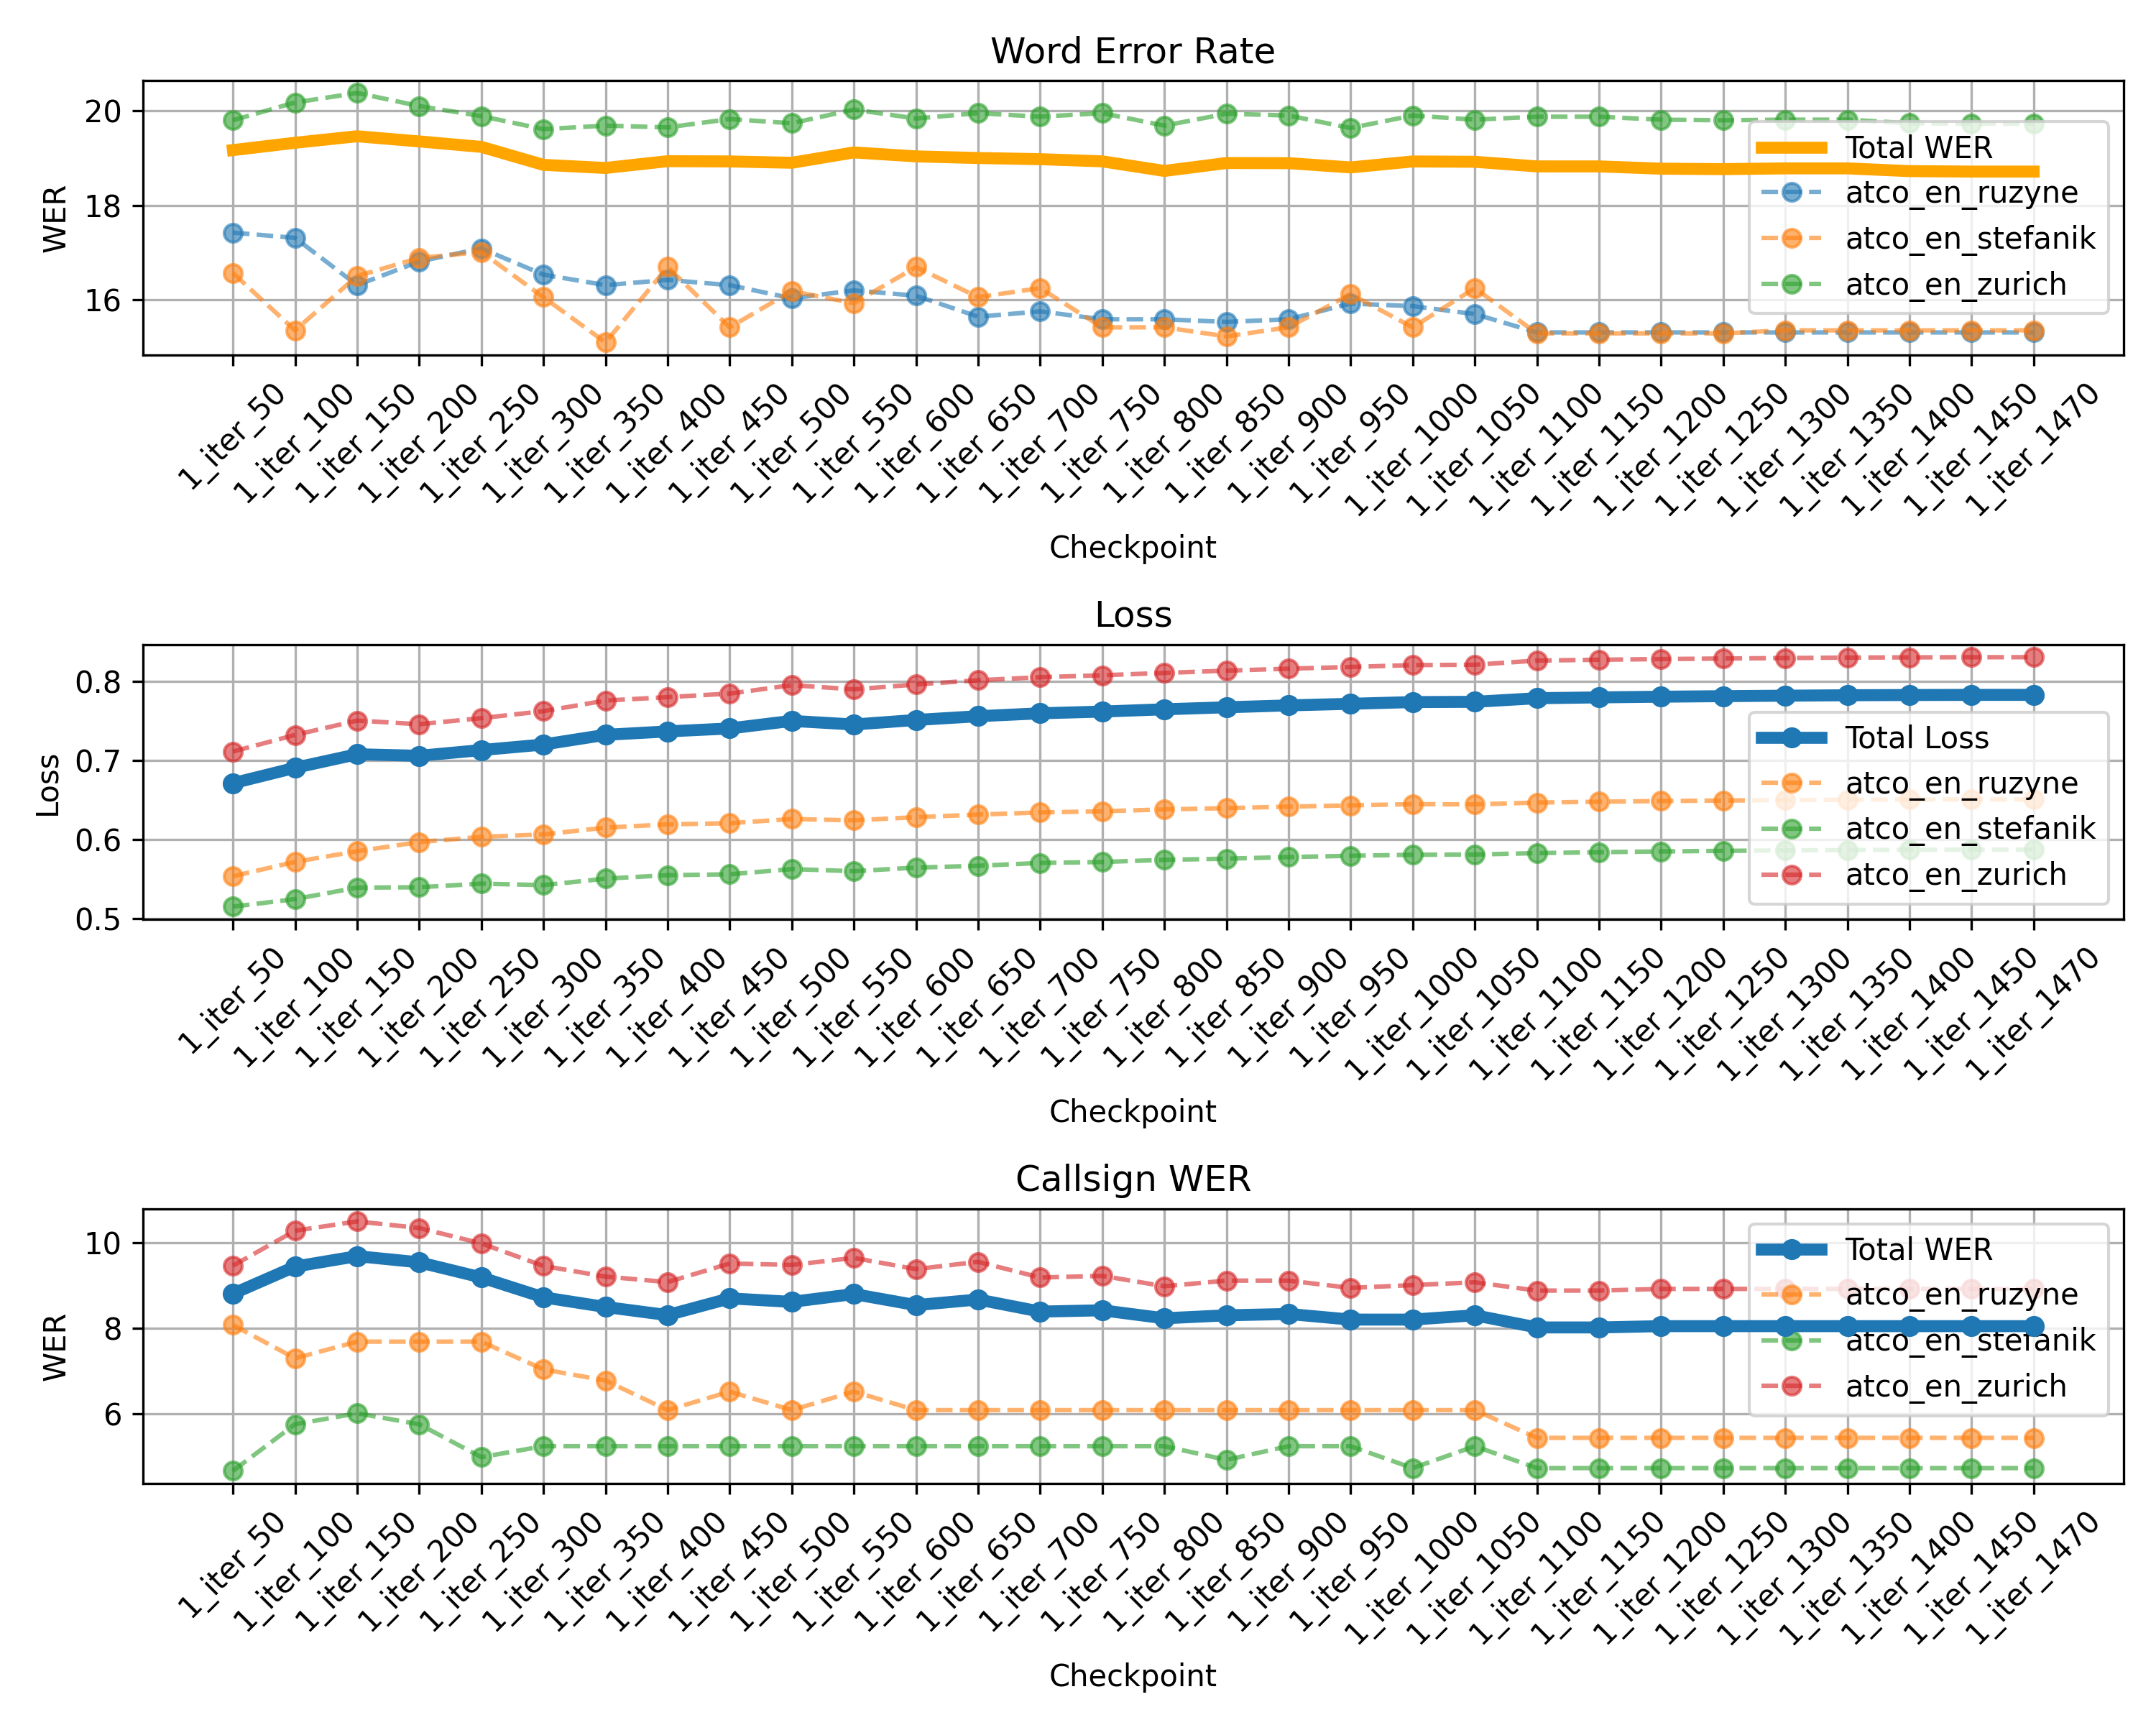 Word Error Rate
20
18
16
WER
Total WER
atco_en_ruzyne
atco_en_stefanik
atco_en_zurich
1_iter_50
1_iter_100
1_iter_150
1_iter_200
1_iter_250
1_iter_300
1_iter_350
1_iter_400
1_iter_450
1_iter_500
1_iter_550
1_iter_600
1_iter_650
1_iter_700
1_iter_750
1_iter_800
1_iter_850
1_iter_900
1_iter_950
1_iter_1000
1_iter_1050
1_iter_1100
1_iter_1150
1_iter_1200
1_iter_1250
1_iter_1300
1_iter_1350
1_iter_1400
1_iter_1450
1_iter_1470
Checkpoint
Loss
0.8
0.7
0.6
0.5
Loss
Total Loss
atco_en_ruzyne
atco_en_stefanik
atco_en_zurich
1_iter_50
1_iter_100
1_iter_150
1_iter_200
1_iter_250
1_iter_300
1_iter_350
1_iter_400
1_iter_450
1_iter_500
1_iter_550
1_iter_600
1_iter_650
1_iter_700
1_iter_750
1_iter_800
1_iter_850
1_iter_900
1_iter_950
1_iter_1000
1_iter_1050
1_iter_1100
1_iter_1150
1_iter_1200
1_iter_1250
1_iter_1300
1_iter_1350
1_iter_1400
1_iter_1450
1_iter_1470
Checkpoint
Callsign WER
10
8
6
WER
Total WER
atco_en_ruzyne
atco_en_stefanik
atco_en_zurich
1_iter_50
1_iter_100
1_iter_150
1_iter_200
1_iter_250
1_iter_300
1_iter_350
1_iter_400
1_iter_450
1_iter_500
1_iter_550
1_iter_600
1_iter_650
1_iter_700
1_iter_750
1_iter_800
1_iter_850
1_iter_900
1_iter_950
1_iter_1000
1_iter_1050
1_iter_1100
1_iter_1150
1_iter_1200
1_iter_1250
1_iter_1300
1_iter_1350
1_iter_1400
1_iter_1450
1_iter_1470
Checkpoint